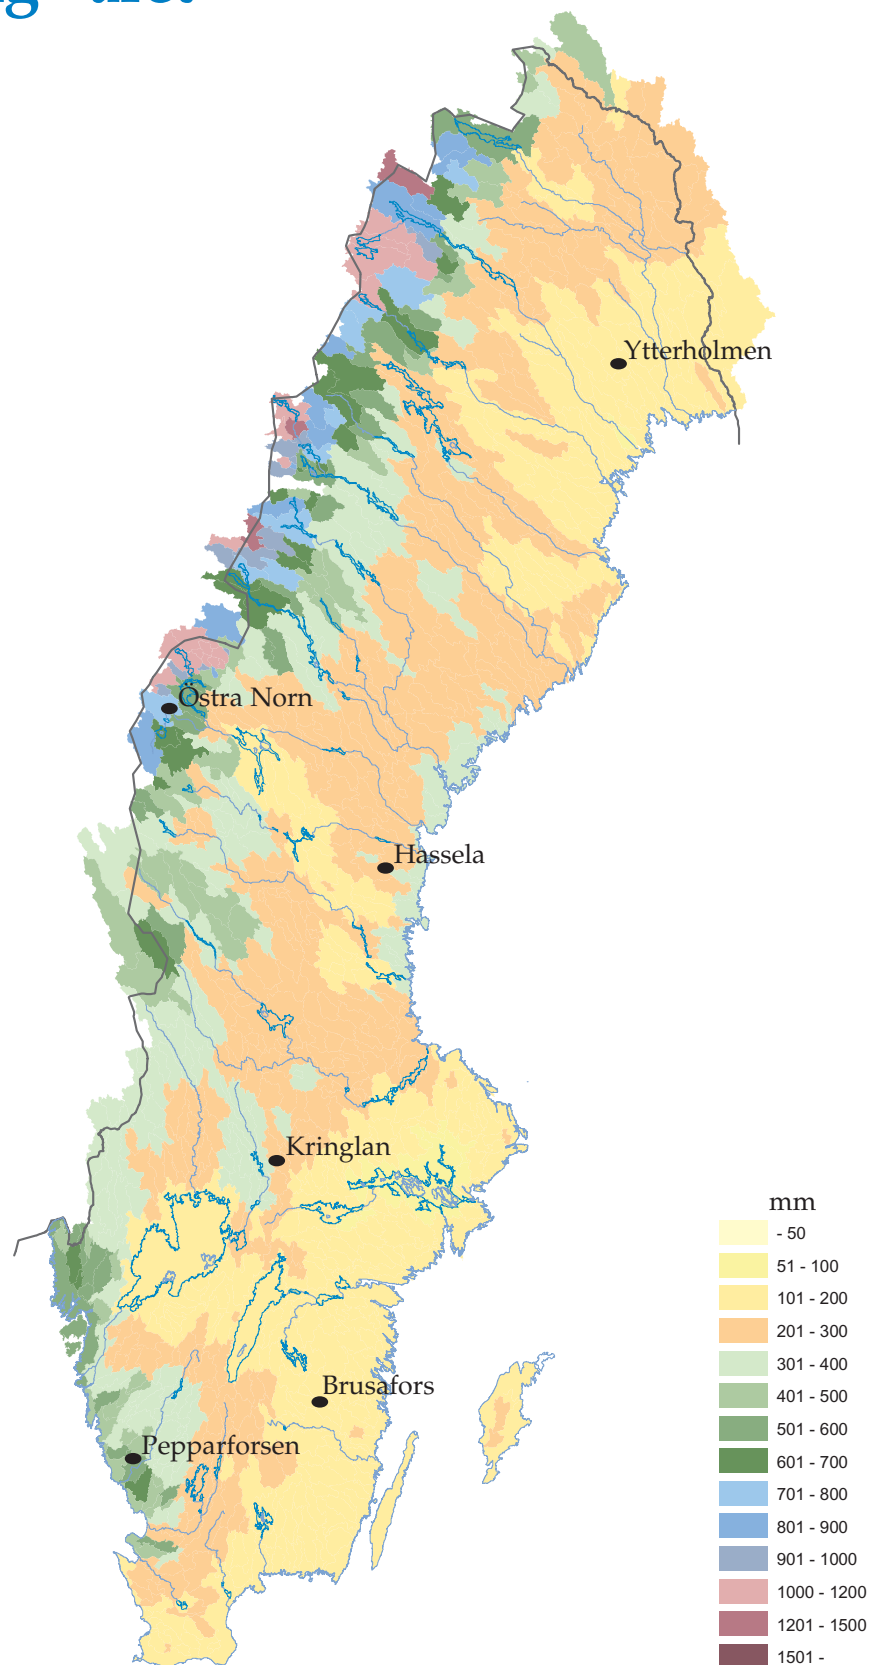 Ytterholmen
Östra Norn
Hassela
Kringlan
Brusafors
Pepparforsen
mm
- 50
51 - 100
101 - 200
201 - 300
301 - 400
401 - 500
501 - 600
601 - 700
701 - 800
801 - 900
901 - 1000
1000 - 1200
1201 - 1500
1501 -